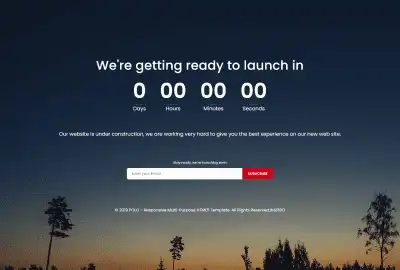 We're getting ready to launch in
0 00 00 00
Days Hours Minutes Seconds
Our website is under construction, we are working very hard to give you the best experience on our new web site.
Stay ready, we're launching soon
Enter your Email
SUBSCRIBE
© 2019 POLO - Responsive Multi-Purpose HTML5 Template. All Rights Reserved.